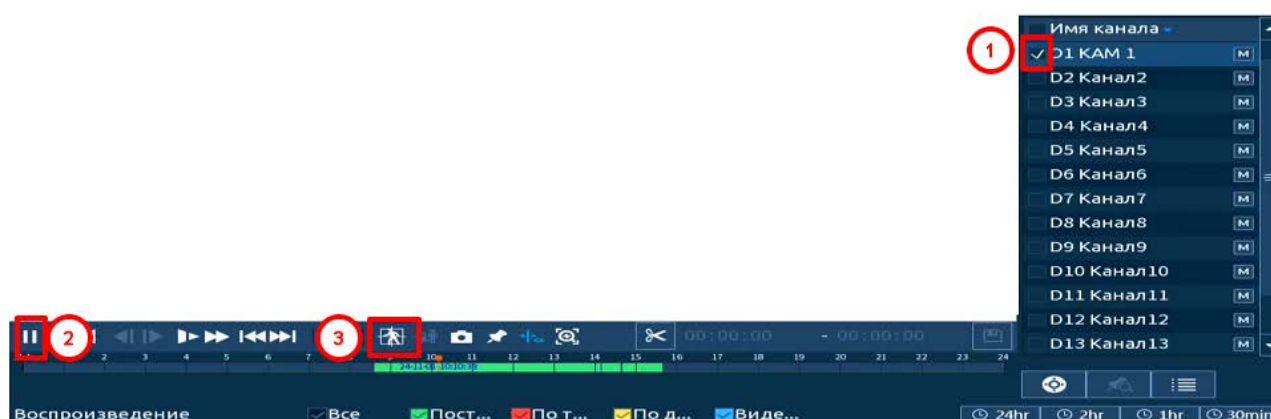 Имя канала
1
D1 КАМ 1 M
D2 Канал2 M
D3 Канал3 M
D4 Канал4 M
D5 Канал5 M
D6 Канал6 M
D7 Канал7 M
D8 Канал8 M
D9 Канал9 M
D10 Канал10 M
D11 Канал11 M
D12 Канал12 M
D13 Канал13 M
2
3
00:00:00 - 00:00:00
2 3 4 5 6 7 8 9 10 11 12 13 14 15 16 17 18 19 20 21 22 23 24
Воспроизведение Все Пост... По т... По д... Виде... 24hr 2hr 1hr 30min